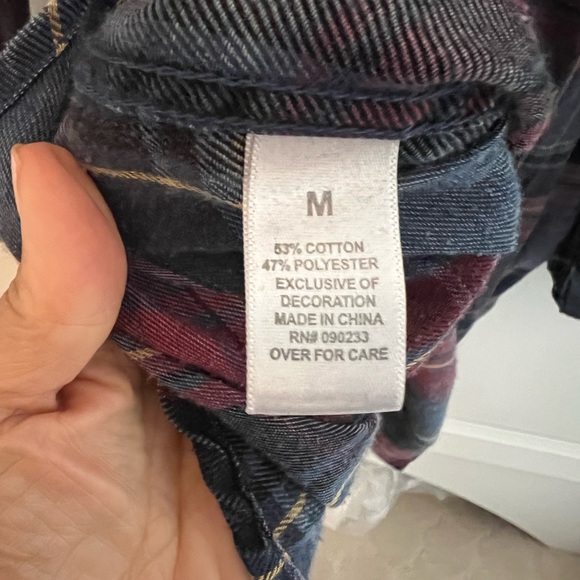 M
53% COTTON
47% POLYESTER
EXCLUSIVE OF
DECORATION
MADE IN CHINA
RN# 090233
OVER FOR CARE